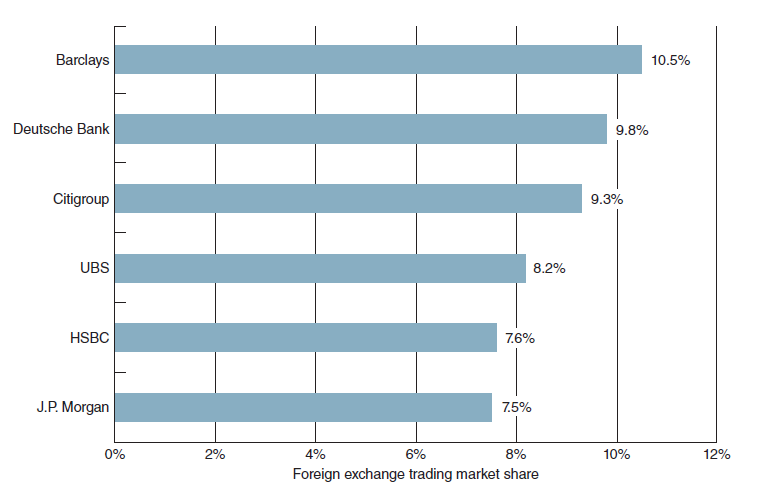 Barclays 10.5%
Deutsche Bank 9.8%
Citigroup 9.3%
UBS 8.2%
HSBC 7.6%
J.P. Morgan 7.5%
0% 2% 4% 6% 8% 10% 12%
Foreign exchange trading market share